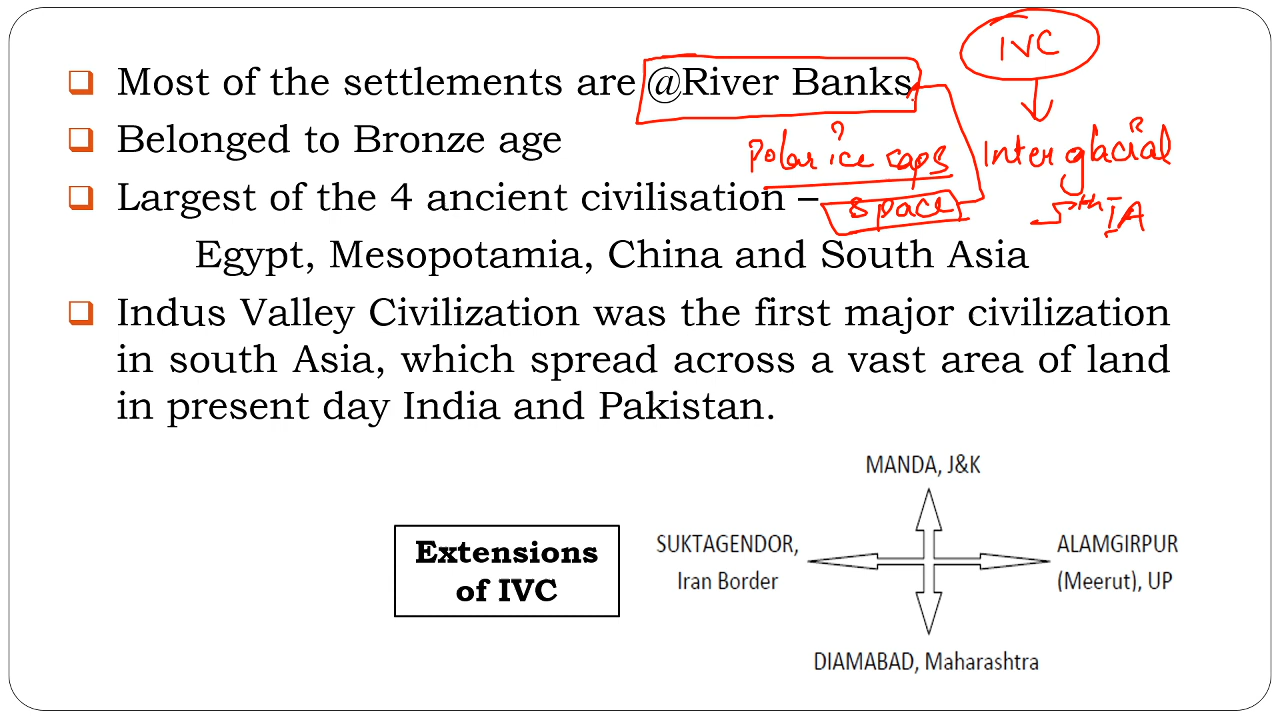 IVC
❑ Most of the settlements are @River Banks.
❑ Belonged to Bronze age
Polar ice caps
Inter glacial
❑ Largest of the 4 ancient civilisation –
space
5th IA
Egypt, Mesopotamia, China and South Asia
❑ Indus Valley Civilization was the first major civilization
in south Asia, which spread across a vast area of land
in present day India and Pakistan.
MANDA, J&K
Extensions
of IVC
SUKTAGENDOR,
Iran Border
ALAMGIRPUR
(Meerut), UP
DIAMABAD, Maharashtra